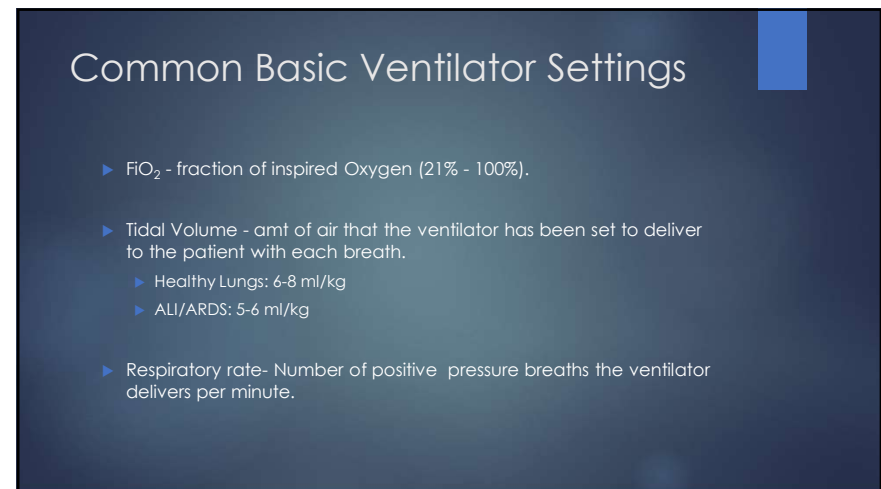 Common Basic Ventilator Settings
FiO₂ - fraction of inspired Oxygen (21% - 100%).
Tidal Volume - amt of air that the ventilator has been set to deliver
to the patient with each breath.
Healthy Lungs: 6-8 ml/kg
ALI/ARDS: 5-6 ml/kg
Respiratory rate- Number of positive  pressure breaths the ventilator
delivers per minute.